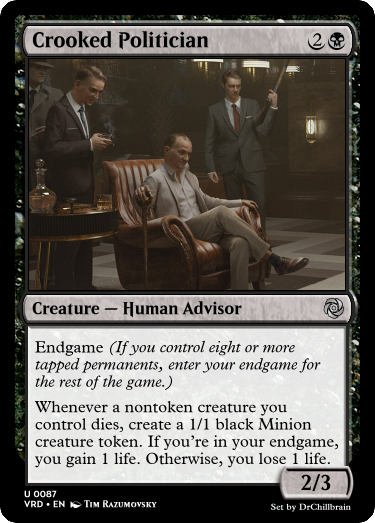 Crooked Politician 2
Creature — Human Advisor
Endgame (If you control eight or more
tapped permanents, enter your endgame for
the rest of the game.)
Whenever a nontoken creature you
control dies, create a 1/1 black Minion
creature token. If you're in your endgame,
you gain 1 life. Otherwise, you lose 1 life.
2/3
U 0087
VRD • EN TIM RAZUMOVSKY
Set by DrChillbrain